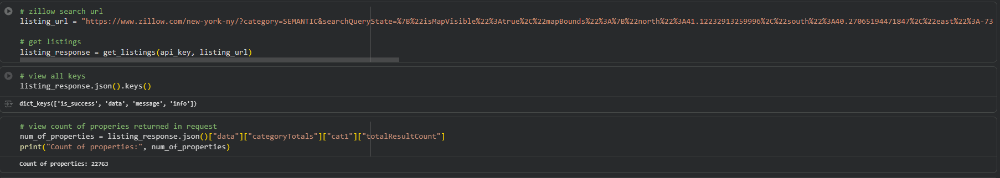 # zillow search url
listing_url = "https://www.zillow.com/new-york-ny/?category=SEMANTIC&searchQueryState=%7B%22isMapVisible%22%3Atrue%2C%22mapBounds%22%3A%7B%22north%22%3A41.12232913259996%2C%22south%22%3A40.27065194471847%2C%22east%22%3A-73
# get listings
listing_response = get_listings(api_key, listing_url)
# view all keys
listing_response.json().keys()
dict_keys(['is_success', 'data', 'message', 'info'])
# view count of properies returned in request
num_of_properties = listing_response.json()["data"]["categoryTotals"]["cat1"]["totalResultCount"]
print("Count of properties:", num_of_properties)
Count of properties: 22763